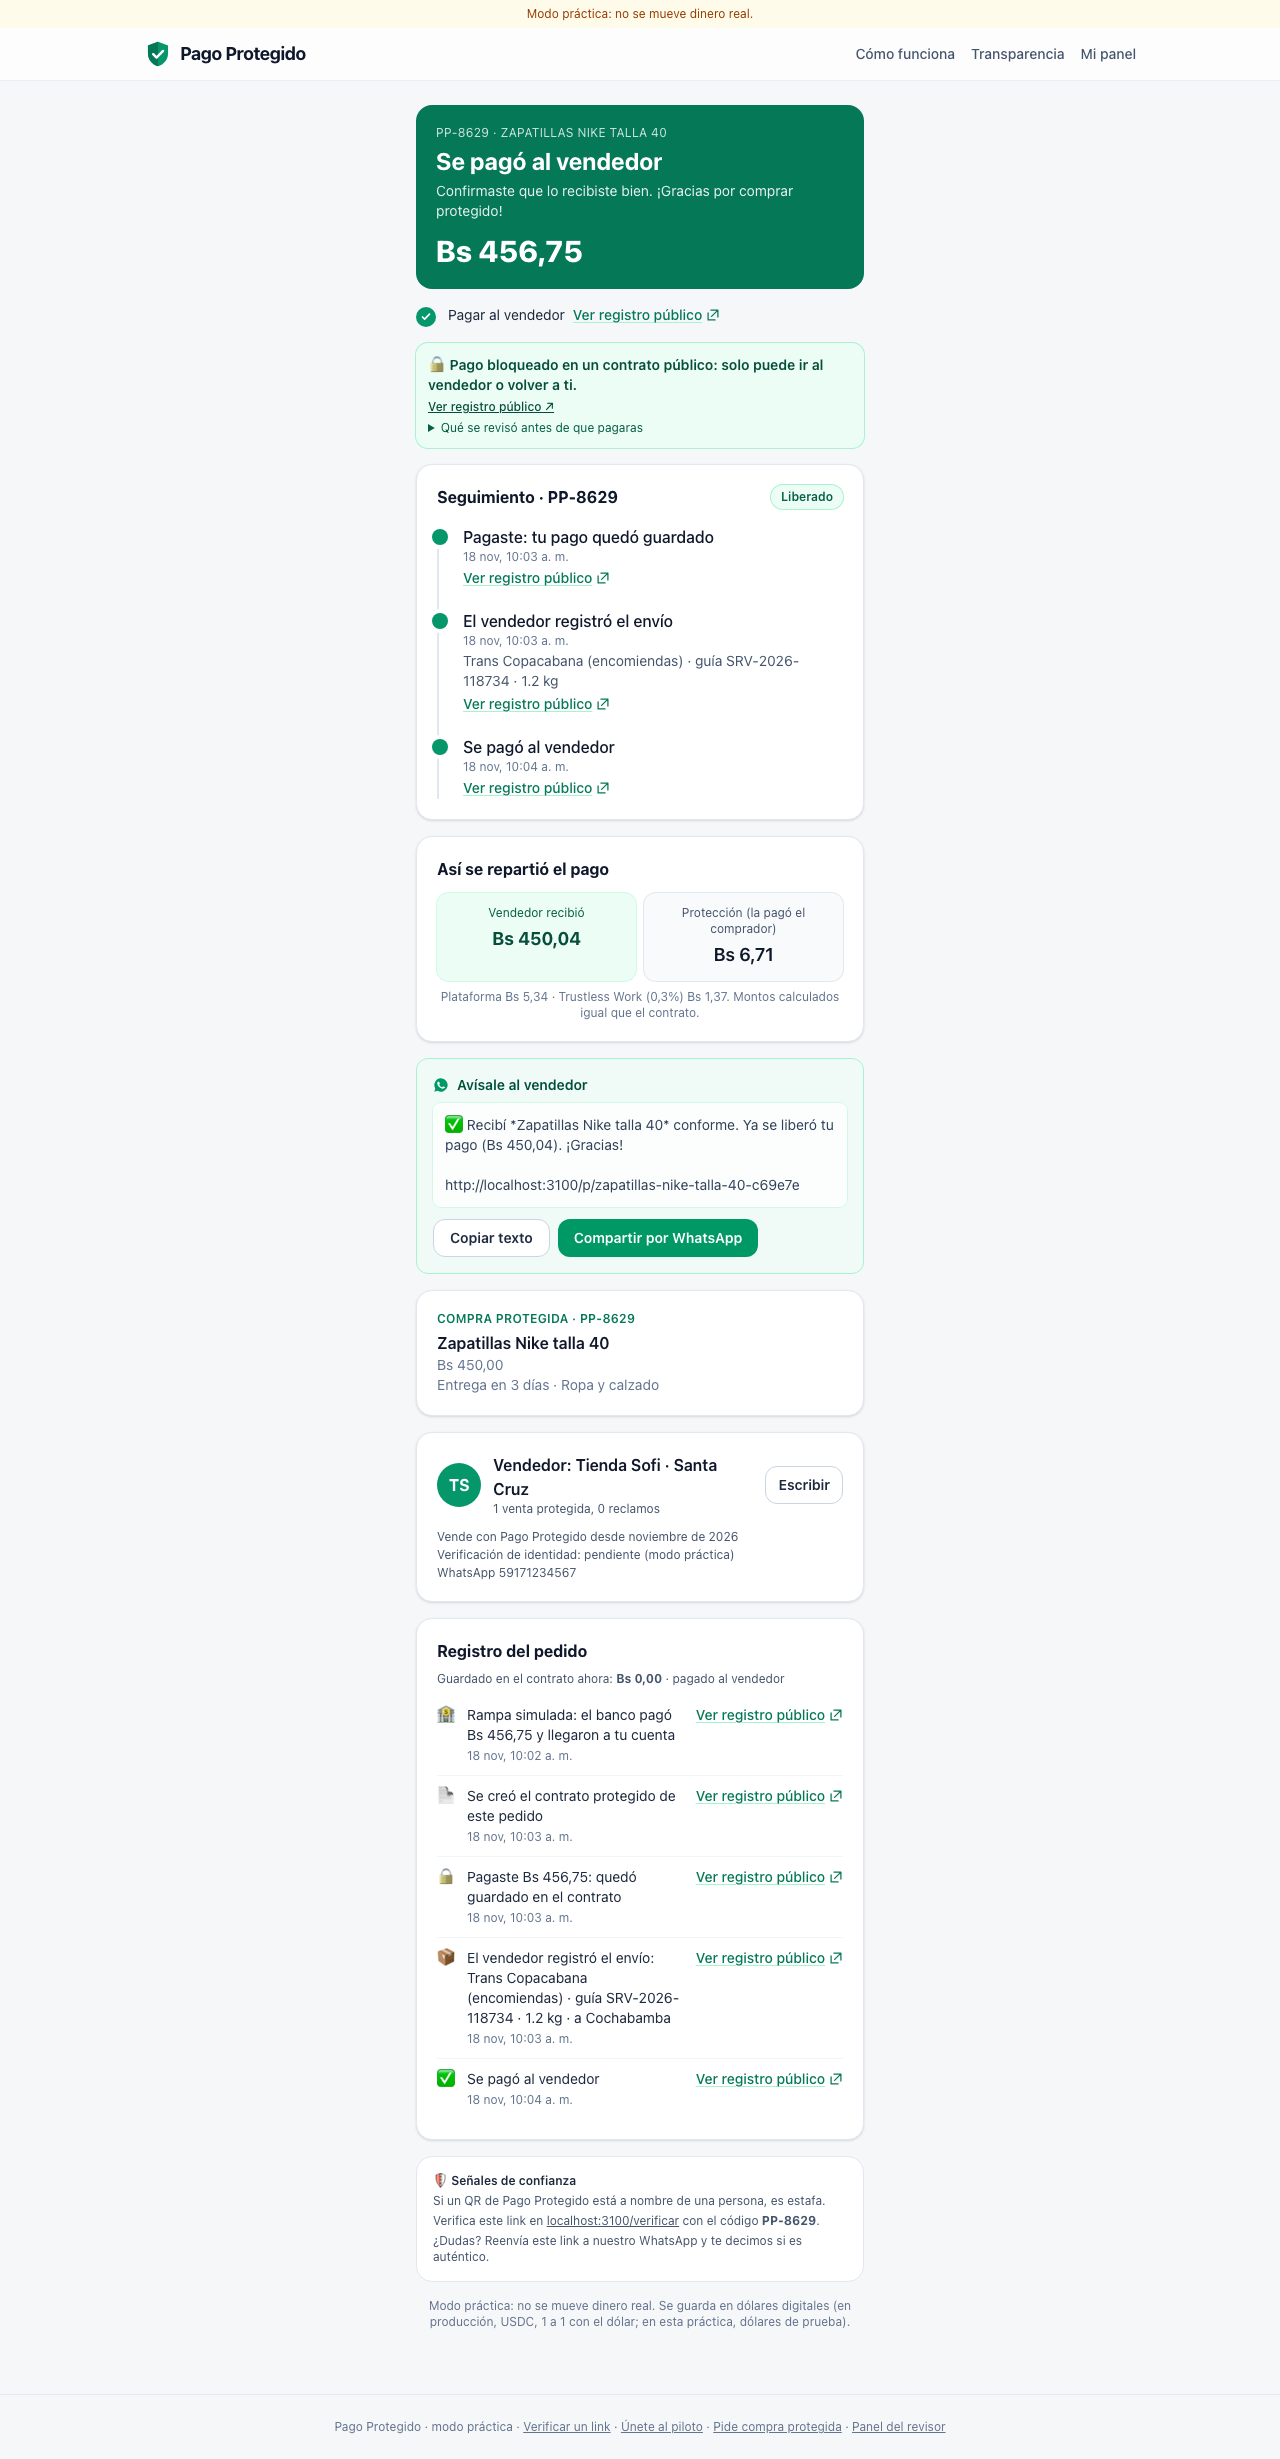 Modo práctica: no se mueve dinero real.
Pago Protegido
Cómo funciona
Transparencia
Mi panel
PP-8629 · ZAPATILLAS NIKE TALLA 40
Se pagó al vendedor
Confirmaste que lo recibiste bien. ¡Gracias por comprar
protegido!
Bs 456,75
Pagar al vendedor Ver registro público
🔒 Pago bloqueado en un contrato público: solo puede ir al
vendedor o volver a ti.
Ver registro público ↗
▶ Qué se revisó antes de que pagaras
Seguimiento · PP-8629
Liberado
Pagaste: tu pago quedó guardado
18 nov, 10:03 a. m.
Ver registro público
El vendedor registró el envío
18 nov, 10:03 a. m.
Trans Copacabana (encomiendas) · guía SRV-2026-
118734 · 1.2 kg
Ver registro público
Se pagó al vendedor
18 nov, 10:04 a. m.
Ver registro público
Así se repartió el pago
Vendedor recibió
Bs 450,04
Protección (la pagó el
comprador)
Bs 6,71
Plataforma Bs 5,34 · Trustless Work (0,3%) Bs 1,37. Montos calculados
igual que el contrato.
Avísale al vendedor
✅ Recibí *Zapatillas Nike talla 40* conforme. Ya se liberó tu
pago (Bs 450,04). ¡Gracias!
http://localhost:3100/p/zapatillas-nike-talla-40-c69e7e
Copiar texto
Compartir por WhatsApp
COMPRA PROTEGIDA · PP-8629
Zapatillas Nike talla 40
Bs 450,00
Entrega en 3 días · Ropa y calzado
TS
Vendedor: Tienda Sofi · Santa
Cruz
1 venta protegida, 0 reclamos
Escribir
Vende con Pago Protegido desde noviembre de 2026
Verificación de identidad: pendiente (modo práctica)
WhatsApp 59171234567
Registro del pedido
Guardado en el contrato ahora: Bs 0,00 · pagado al vendedor
Rampa simulada: el banco pagó
Bs 456,75 y llegaron a tu cuenta
18 nov, 10:02 a. m.
Ver registro público
Se creó el contrato protegido de
este pedido
18 nov, 10:03 a. m.
Ver registro público
Pagaste Bs 456,75: quedó
guardado en el contrato
18 nov, 10:03 a. m.
Ver registro público
El vendedor registró el envío:
Trans Copacabana
(encomiendas) · guía SRV-2026-
118734 · 1.2 kg · a Cochabamba
18 nov, 10:03 a. m.
Ver registro público
Se pagó al vendedor
18 nov, 10:04 a. m.
Ver registro público
Señales de confianza
Si un QR de Pago Protegido está a nombre de una persona, es estafa.
Verifica este link en localhost:3100/verificar con el código PP-8629.
¿Dudas? Reenvía este link a nuestro WhatsApp y te decimos si es
auténtico.
Modo práctica: no se mueve dinero real. Se guarda en dólares digitales (en
producción, USDC, 1 a 1 con el dólar; en esta práctica, dólares de prueba).
Pago Protegido · modo práctica · Verificar un link · Únete al piloto · Pide compra protegida · Panel del revisor